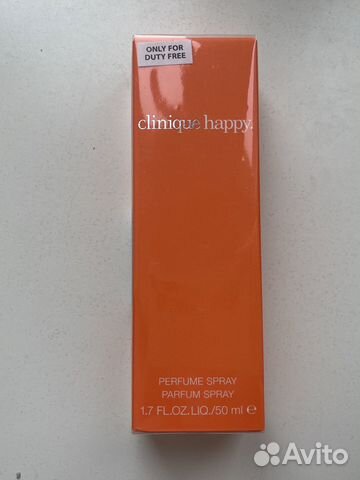 ONLY FOR
DUTY FREE
clinique happy.
PERFUME SPRAY
PARFUM SPRAY
1.7 FL.OZ.LIQ./50 ml ℮
Avito